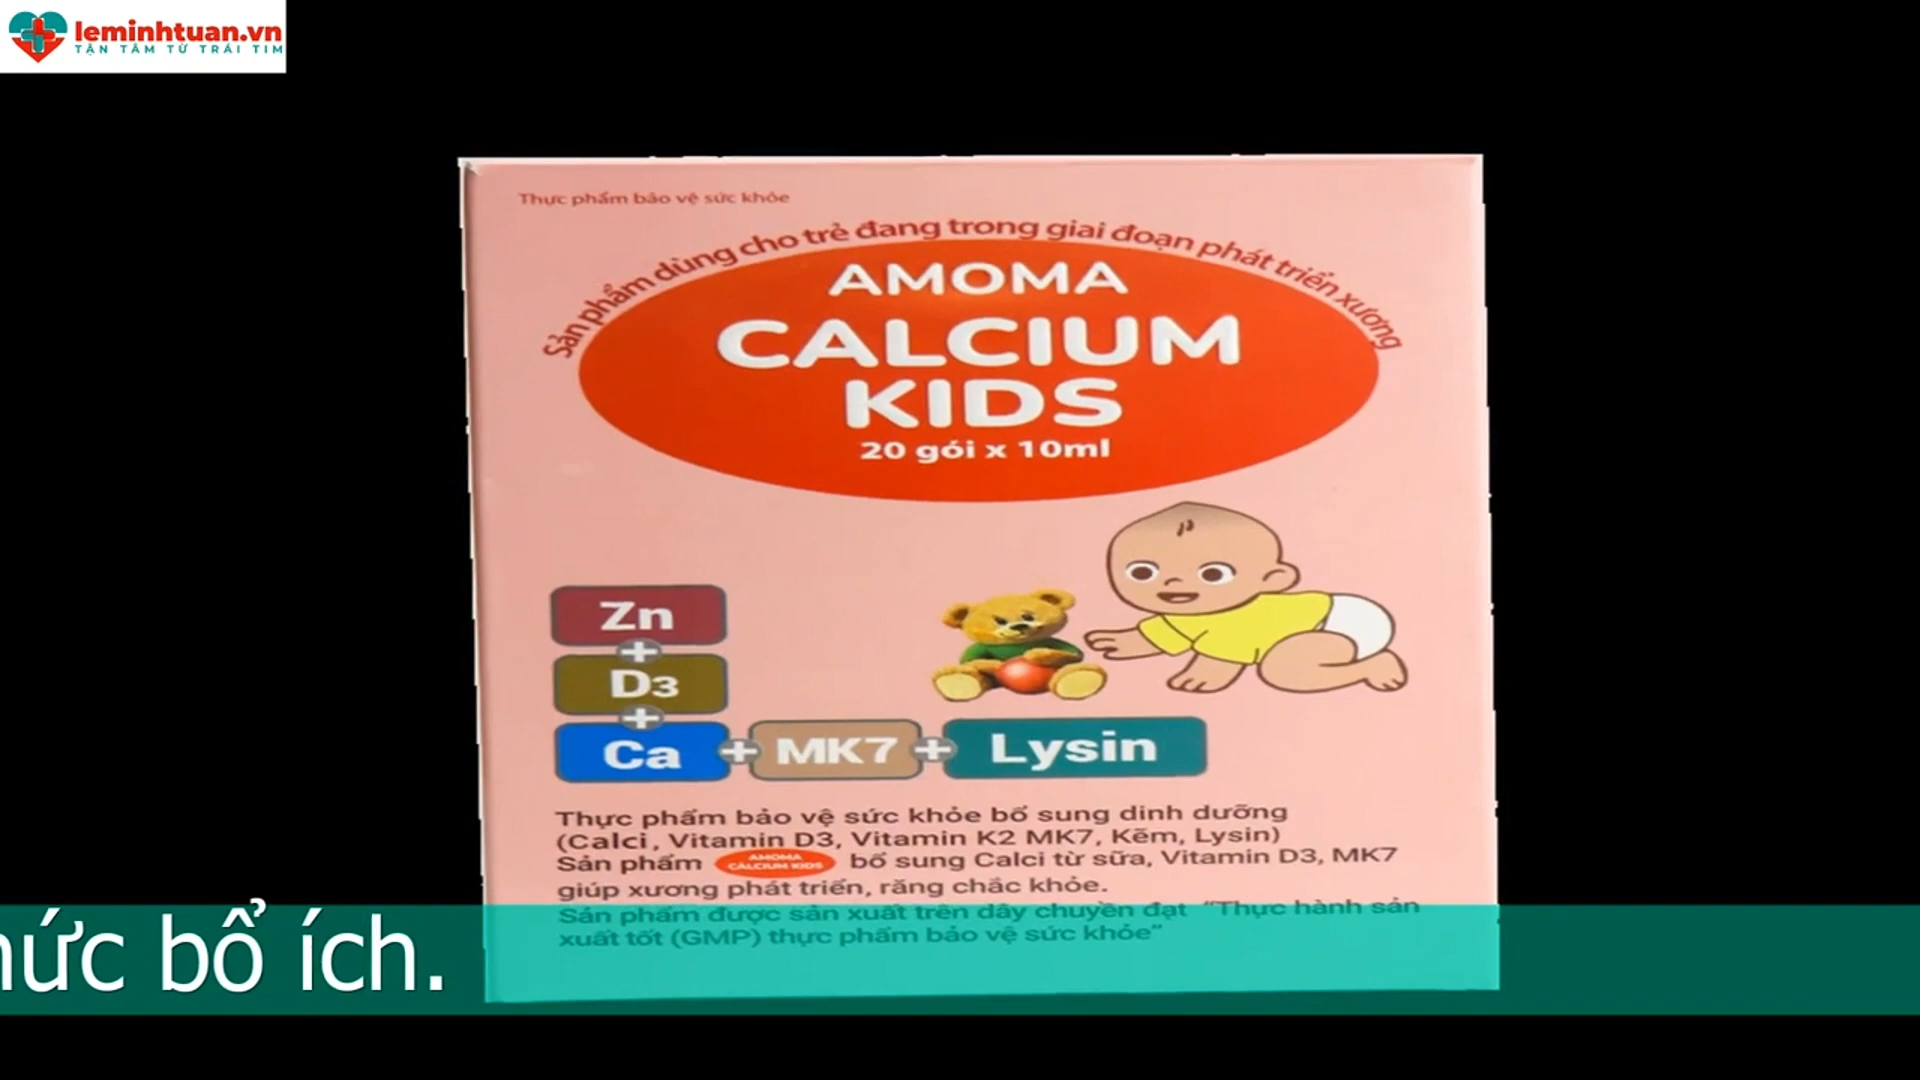 leminhtuan.vn
TẬN TÂM TỪ TRÁI TIM
Thực phẩm bảo vệ sức khỏe
Sản phẩm dùng cho trẻ đang trong giai đoạn phát triển xương
AMOMA
CALCIUM
KIDS
20 gói x 10ml
Zn
+
D3
+
Ca + MK7 + Lysin
Thực phẩm bảo vệ sức khỏe bổ sung dinh dưỡng
(Calci, Vitamin D3, Vitamin K2 MK7, Kẽm, Lysin)
Sản phẩm AMOMA CALCIUM KIDS bổ sung Calci từ sữa, Vitamin D3, MK7
giúp xương phát triển, răng chắc khỏe.
Sản phẩm được sản xuất trên dây chuyền đạt "Thực hành sản
xuất tốt (GMP) thực phẩm bảo vệ sức khỏe"
bổ ích.